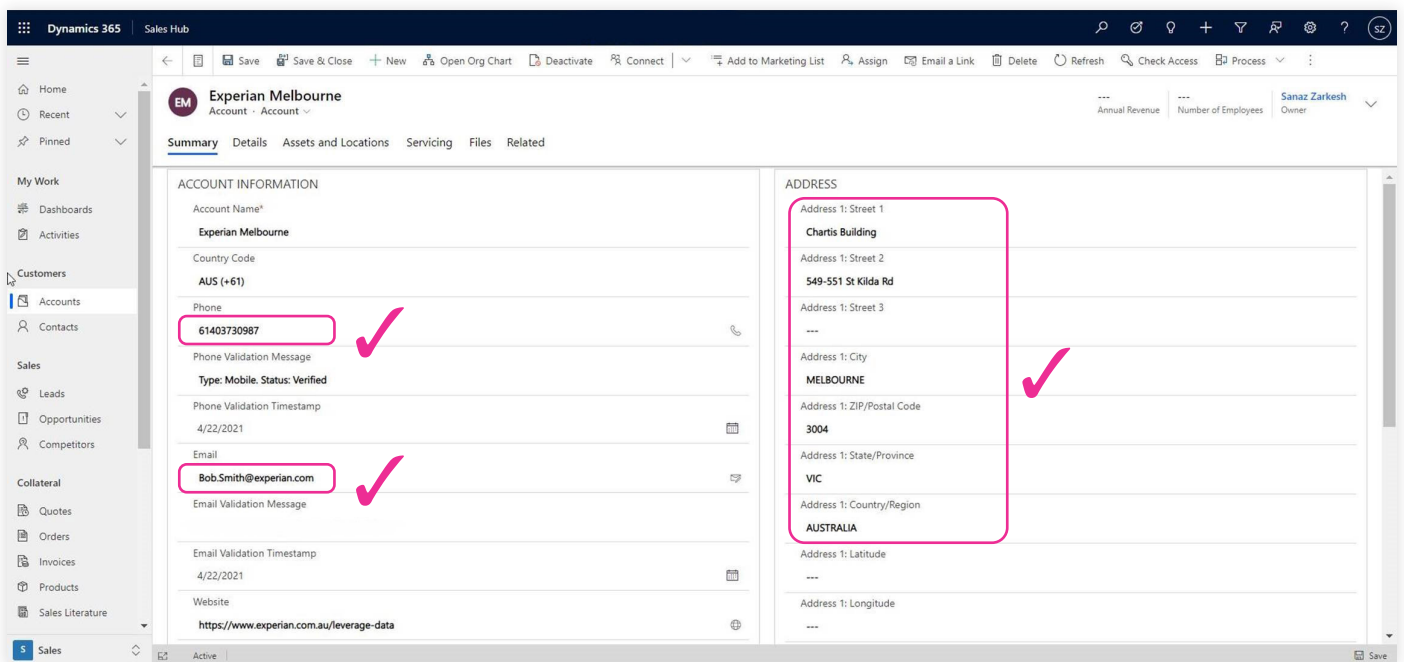 Dynamics 365 Sales Hub SZ
Save Save & Close New Open Org Chart Deactivate Connect Add to Marketing List Assign Email a Link Delete Refresh Check Access Process
Home
Recent
Pinned
My Work
Dashboards
Activities
Customers
Accounts
Contacts
Sales
Leads
Opportunities
Competitors
Collateral
Quotes
Orders
Invoices
Products
Sales Literature
S Sales
EM Experian Melbourne
Account · Account
--- Annual Revenue
--- Number of Employees
Sanaz Zarkesh
Owner
Summary Details Assets and Locations Servicing Files Related
ACCOUNT INFORMATION
Account Name*
Experian Melbourne
Country Code
AUS (+61)
Phone
61403730987
Phone Validation Message
Type: Mobile. Status: Verified
Phone Validation Timestamp
4/22/2021
Email
Bob.Smith@experian.com
Email Validation Message
Email Validation Timestamp
4/22/2021
Website
https://www.experian.com.au/leverage-data
ADDRESS
Address 1: Street 1
Chartis Building
Address 1: Street 2
549-551 St Kilda Rd
Address 1: Street 3
---
Address 1: City
MELBOURNE
Address 1: ZIP/Postal Code
3004
Address 1: State/Province
VIC
Address 1: Country/Region
AUSTRALIA
Address 1: Latitude
---
Address 1: Longitude
---
Active Save